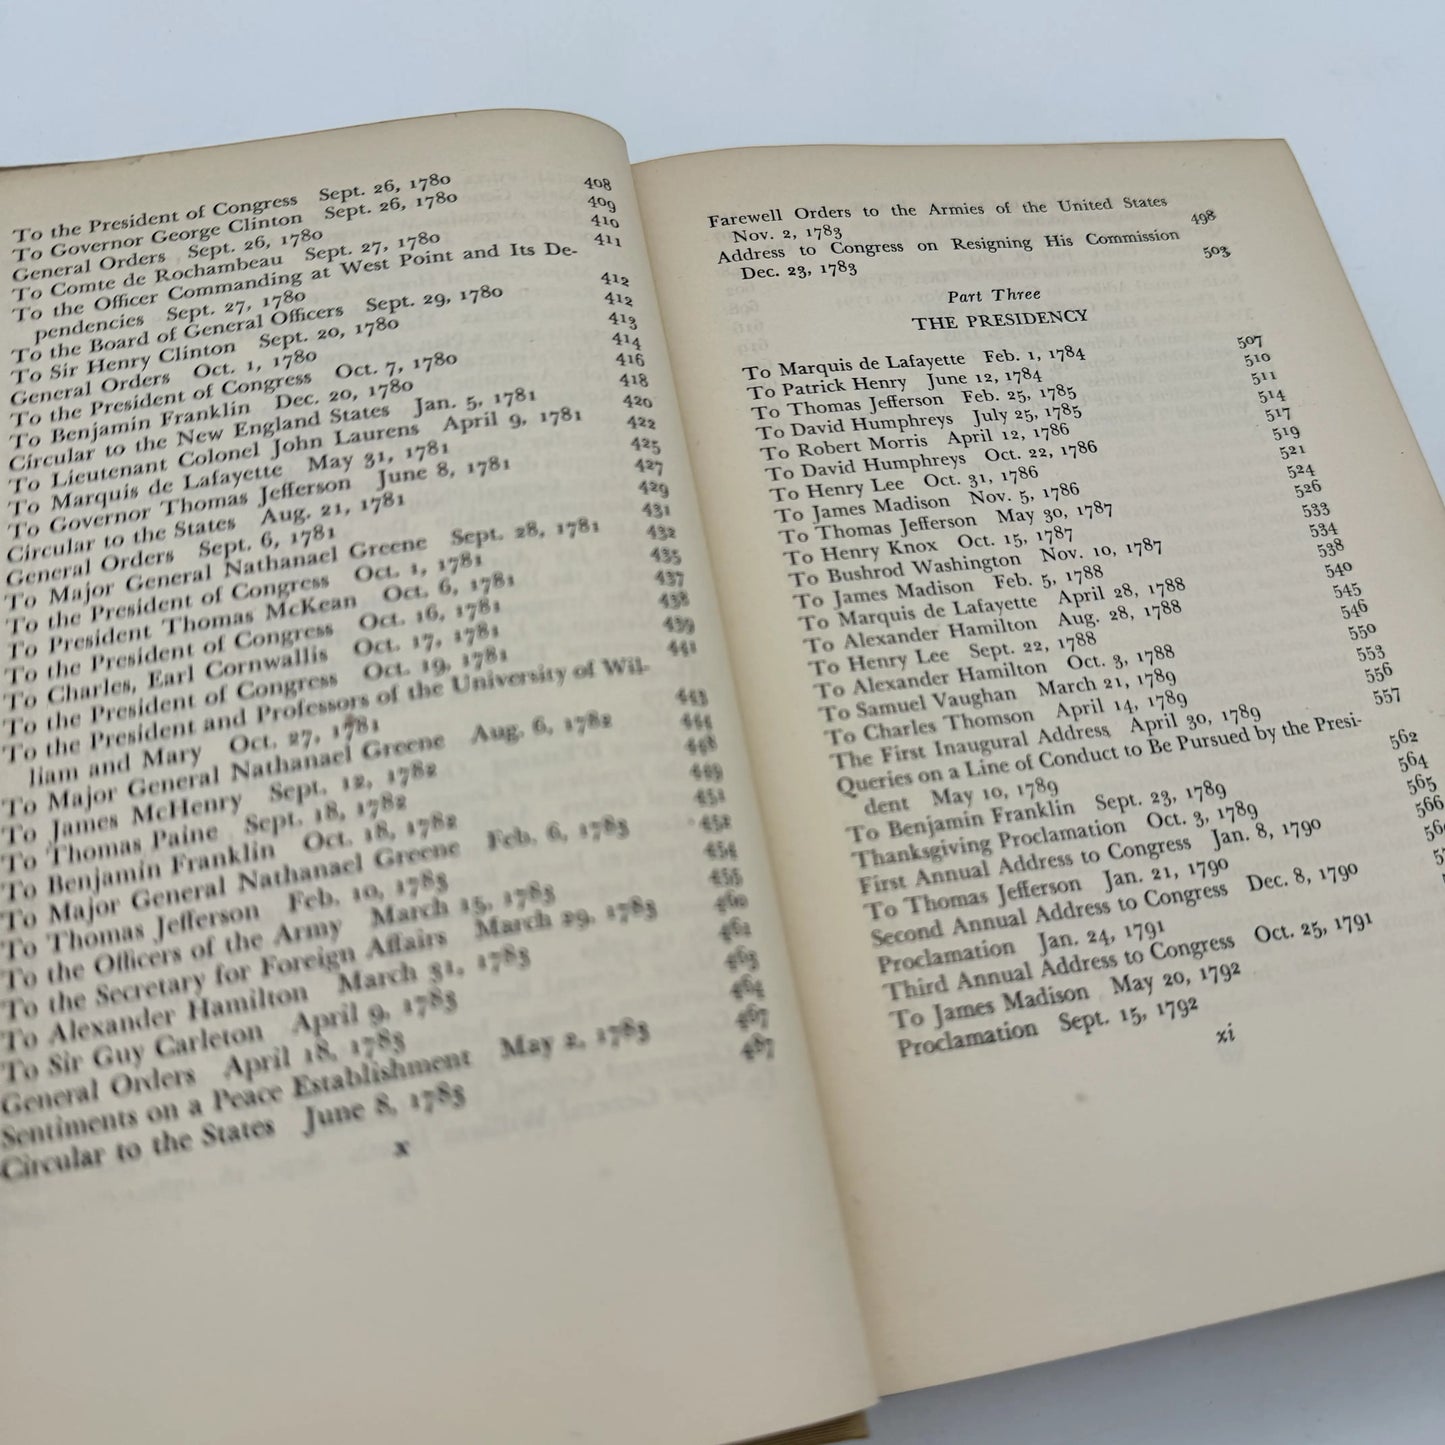 To the President of Congress Sept. 26, 1780 408
To Governor George Clinton Sept. 26, 1780 409
General Orders Sept. 26, 1780 410
To Comte de Rochambeau Sept. 27, 1780 411
To the Officer Commanding at West Point and Its De-
pendencies Sept. 27, 1780 412
To the Board of General Officers Sept. 29, 1780 412
To Sir Henry Clinton Sept. 20, 1780 413
General Orders Oct. 1, 1780 414
To the President of Congress Oct. 7, 1780 416
To Benjamin Franklin Dec. 20, 1780 418
Circular to the New England States Jan. 5, 1781 420
To Lieutenant Colonel John Laurens April 9, 1781 422
To Marquis de Lafayette May 31, 1781 425
To Governor Thomas Jefferson June 8, 1781 427
Circular to the States Aug. 21, 1781 429
General Orders Sept. 6, 1781 431
To Major General Nathanael Greene Sept. 28, 1781 432
To the President of Congress Oct. 1, 1781 435
To President Thomas McKean Oct. 6, 1781 437
To the President of Congress Oct. 16, 1781 438
To Charles, Earl Cornwallis Oct. 17, 1781 439
To the President of Congress Oct. 19, 1781 441
To the President and Professors of the University of Wil-
liam and Mary Oct. 27, 1781 443
To Major General Nathanael Greene Aug. 6, 1782 444
To James McHenry Sept. 12, 1782 448
To Thomas Paine Sept. 18, 1782 449
To Benjamin Franklin Oct. 18, 1782 451
To Major General Nathanael Greene Feb. 6, 1783 452
To Thomas Jefferson Feb. 10, 1783 454
To the Officers of the Army March 15, 1783 455
To the Secretary for Foreign Affairs March 29, 1783 460
To Alexander Hamilton March 31, 1783 462
To Sir Guy Carleton April 9, 1783 463
General Orders April 18, 1783 464
Sentiments on a Peace Establishment May 2, 1783 467
Circular to the States June 8, 1783 487
x
Farewell Orders to the Armies of the United States
Nov. 2, 1783 498
Address to Congress on Resigning His Commission
Dec. 23, 1783 503
Part Three
THE PRESIDENCY
To Marquis de Lafayette Feb. 1, 1784 507
To Patrick Henry June 12, 1784 510
To Thomas Jefferson Feb. 25, 1785 511
To David Humphreys July 25, 1785 514
To Robert Morris April 12, 1786 517
To David Humphreys Oct. 22, 1786 519
To Henry Lee Oct. 31, 1786 521
To James Madison Nov. 5, 1786 524
To Thomas Jefferson May 30, 1787 526
To Henry Knox Oct. 15, 1787 533
To Bushrod Washington Nov. 10, 1787 534
To James Madison Feb. 5, 1788 538
To Marquis de Lafayette April 28, 1788 540
To Alexander Hamilton Aug. 28, 1788 545
To Henry Lee Sept. 22, 1788 546
To Alexander Hamilton Oct. 3, 1788 550
To Samuel Vaughan March 21, 1789 553
To Charles Thomson April 14, 1789 556
The First Inaugural Address April 30, 1789 557
Queries on a Line of Conduct to Be Pursued by the Presi-
dent May 10, 1789 562
To Benjamin Franklin Sept. 23, 1789 564
Thanksgiving Proclamation Oct. 3, 1789 565
First Annual Address to Congress Jan. 8, 1790 566
To Thomas Jefferson Jan. 21, 1790
Second Annual Address to Congress Dec. 8, 1790
Proclamation Jan. 24, 1791
Third Annual Address to Congress Oct. 25, 1791
To James Madison May 20, 1792
Proclamation Sept. 15, 1792
xi